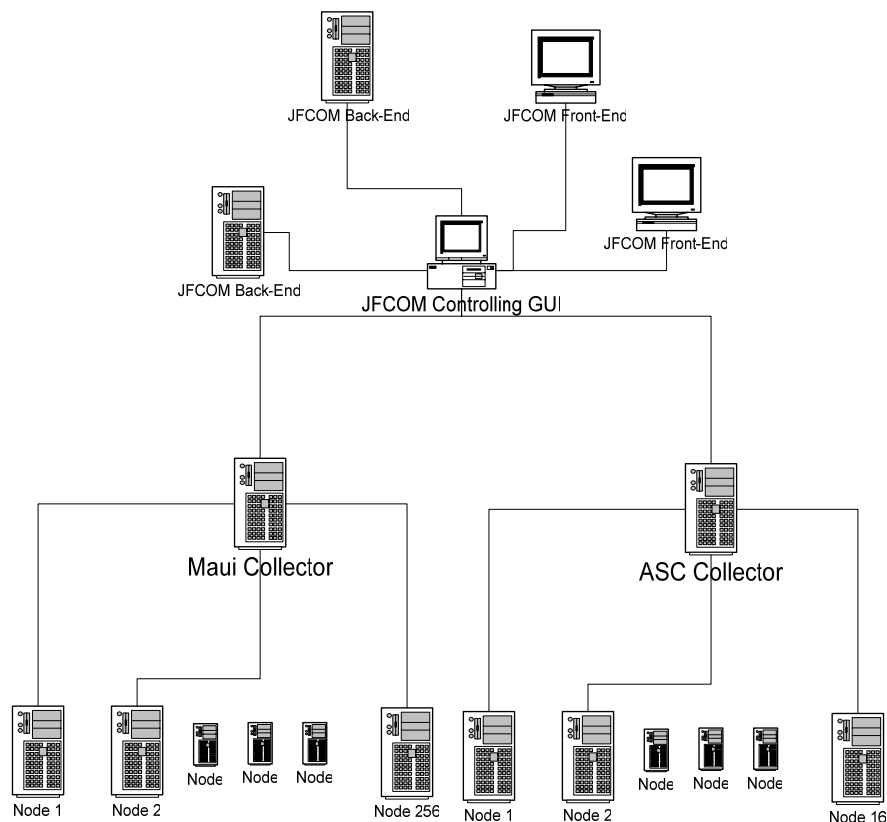 JFCOM Back-End
JFCOM Front-End
JFCOM Front-End
JFCOM Back-End
JFCOM Controlling GUI
Maui Collector
ASC Collector
Node 1
Node 2
Node
Node
Node
Node 256
Node 1
Node 2
Node
Node
Node
Node 16